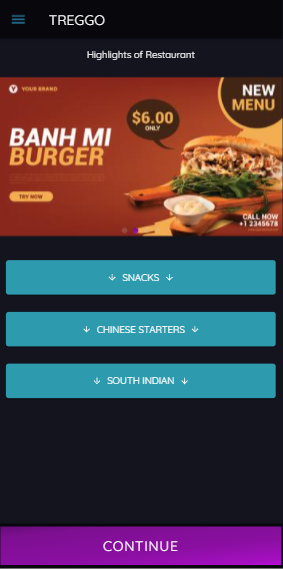 TREGGO
Highlights of Restaurant
YOUR BRAND
$6.00
ONLY
NEW
MENU
BANH MI
BURGER
TRY NOW
CALL NOW
+1 2345678
SNACKS
CHINESE STARTERS
SOUTH INDIAN
CONTINUE